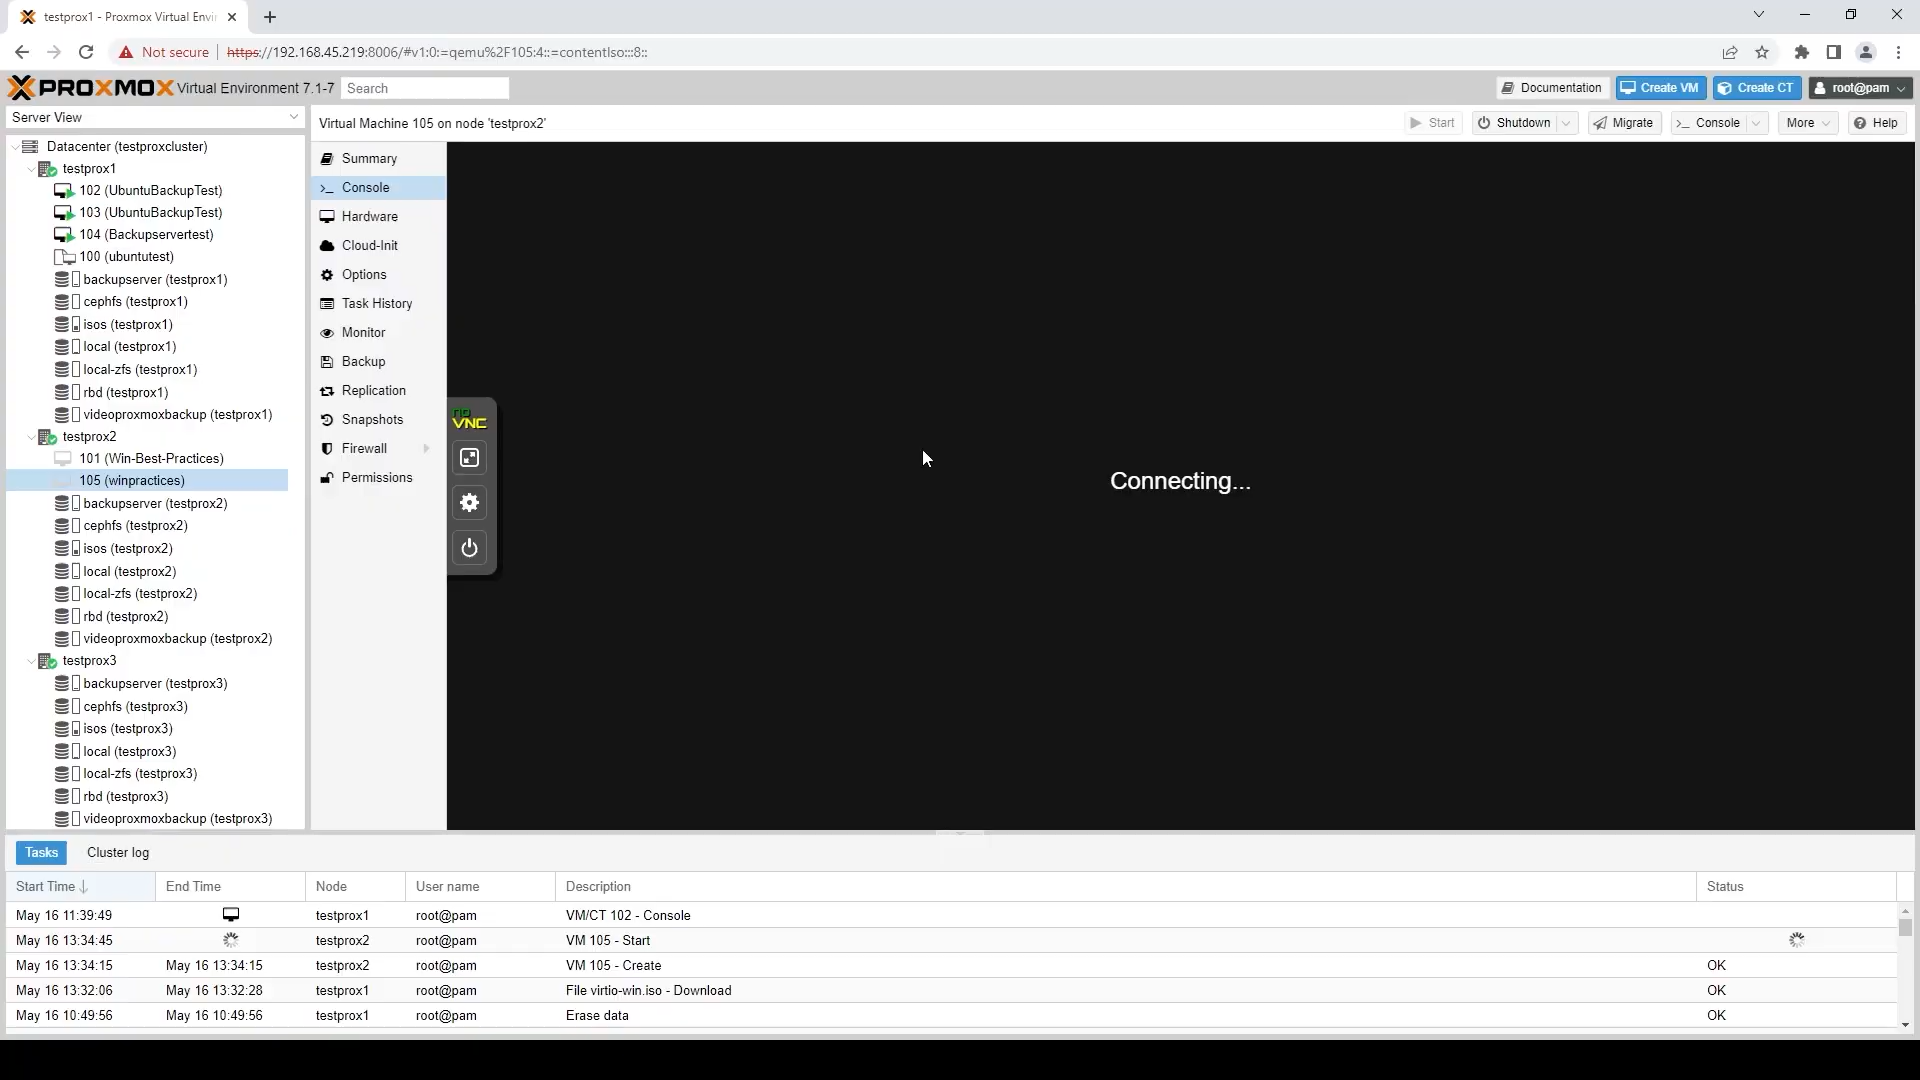 testprox1 - Proxmox Virtual Envir
Not secure https://192.168.45.219:8006/#v1:0:=qemu%2F105:4::=contentIso:::8::
PROXMOX Virtual Environment 7.1-7 Search Documentation Create VM Create CT root@pam
Server View
Virtual Machine 105 on node 'testprox2' Start Shutdown Migrate Console More Help
Datacenter (testproxcluster)
testprox1
102 (UbuntuBackupTest)
103 (UbuntuBackupTest)
104 (Backupservertest)
100 (ubuntutest)
backupserver (testprox1)
cephfs (testprox1)
isos (testprox1)
local (testprox1)
local-zfs (testprox1)
rbd (testprox1)
videoproxmoxbackup (testprox1)
testprox2
101 (Win-Best-Practices)
105 (winpractices)
backupserver (testprox2)
cephfs (testprox2)
isos (testprox2)
local (testprox2)
local-zfs (testprox2)
rbd (testprox2)
videoproxmoxbackup (testprox2)
testprox3
backupserver (testprox3)
cephfs (testprox3)
isos (testprox3)
local (testprox3)
local-zfs (testprox3)
rbd (testprox3)
videoproxmoxbackup (testprox3)
Summary
Console
Hardware
Cloud-Init
Options
Task History
Monitor
Backup
Replication
Snapshots
Firewall
Permissions
no
VNC
Connecting...
Tasks Cluster log
Start Time End Time Node User name Description Status
May 16 11:39:49 testprox1 root@pam VM/CT 102 - Console
May 16 13:34:45 testprox2 root@pam VM 105 - Start
May 16 13:34:15 May 16 13:34:15 testprox2 root@pam VM 105 - Create OK
May 16 13:32:06 May 16 13:32:28 testprox1 root@pam File virtio-win.iso - Download OK
May 16 10:49:56 May 16 10:49:56 testprox1 root@pam Erase data OK